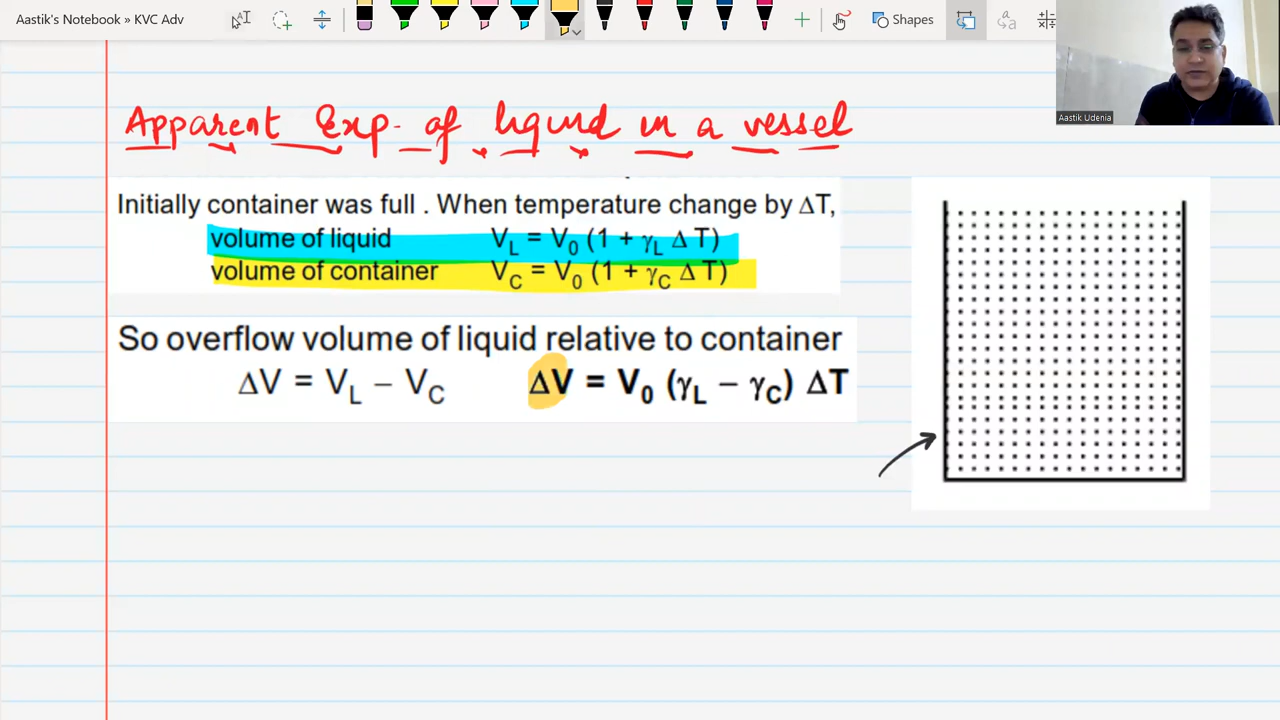 Aastik's Notebook » KVC Adv
Shapes
Aastik Udenia
Apparent Exp. of liquid in a vessel
Initially container was full . When temperature change by ΔT,
volume of liquid V_L = V_0 (1 + γ_L Δ T)
volume of container V_C = V_0 (1 + γ_C Δ T)
So overflow volume of liquid relative to container
ΔV = V_L – V_C ΔV = V_0 (γ_L – γ_C) ΔT